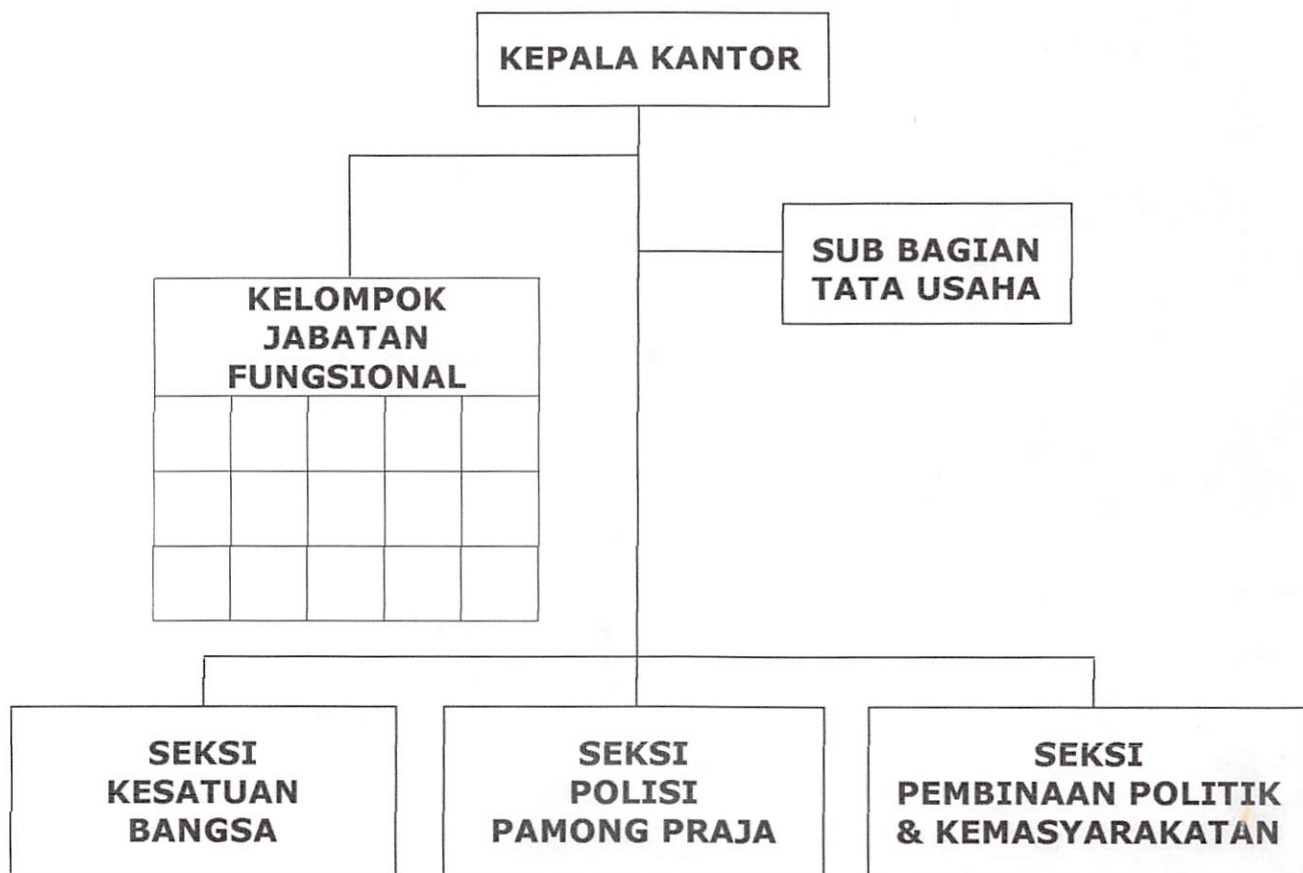 KEPALA KANTOR
SUB BAGIAN
TATA USAHA
KELOMPOK
JABATAN
FUNGSIONAL
SEKSI
KESATUAN
BANGSA
SEKSI
POLISI
PAMONG PRAJA
SEKSI
PEMBINAAN POLITIK
& KEMASYARAKATAN